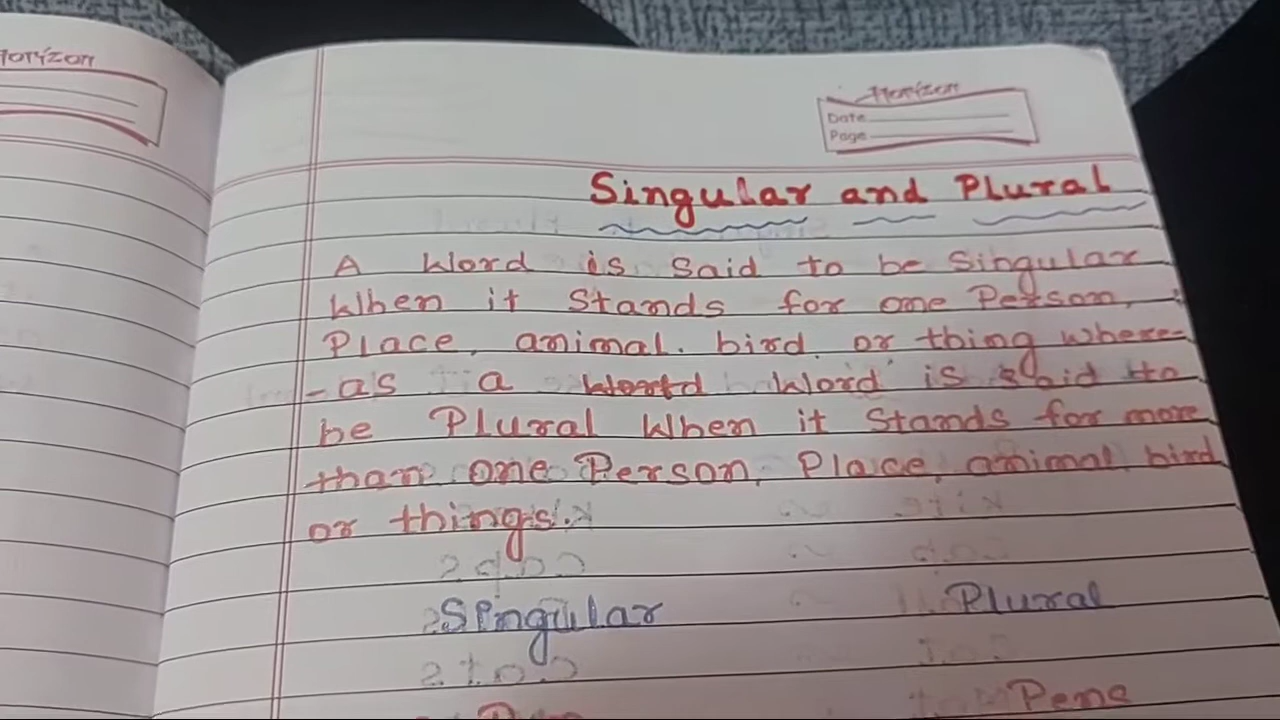 Horizon
Horizon
Date
Page
Singular and Plural
A Word is Said to be Singular
When it Stands for one Person,
Place, animal. bird. or thing where-
-as a Word is said to
be Plural When it Stands for more
than one Person, Place, animal, bird
or things.
Singular Plural